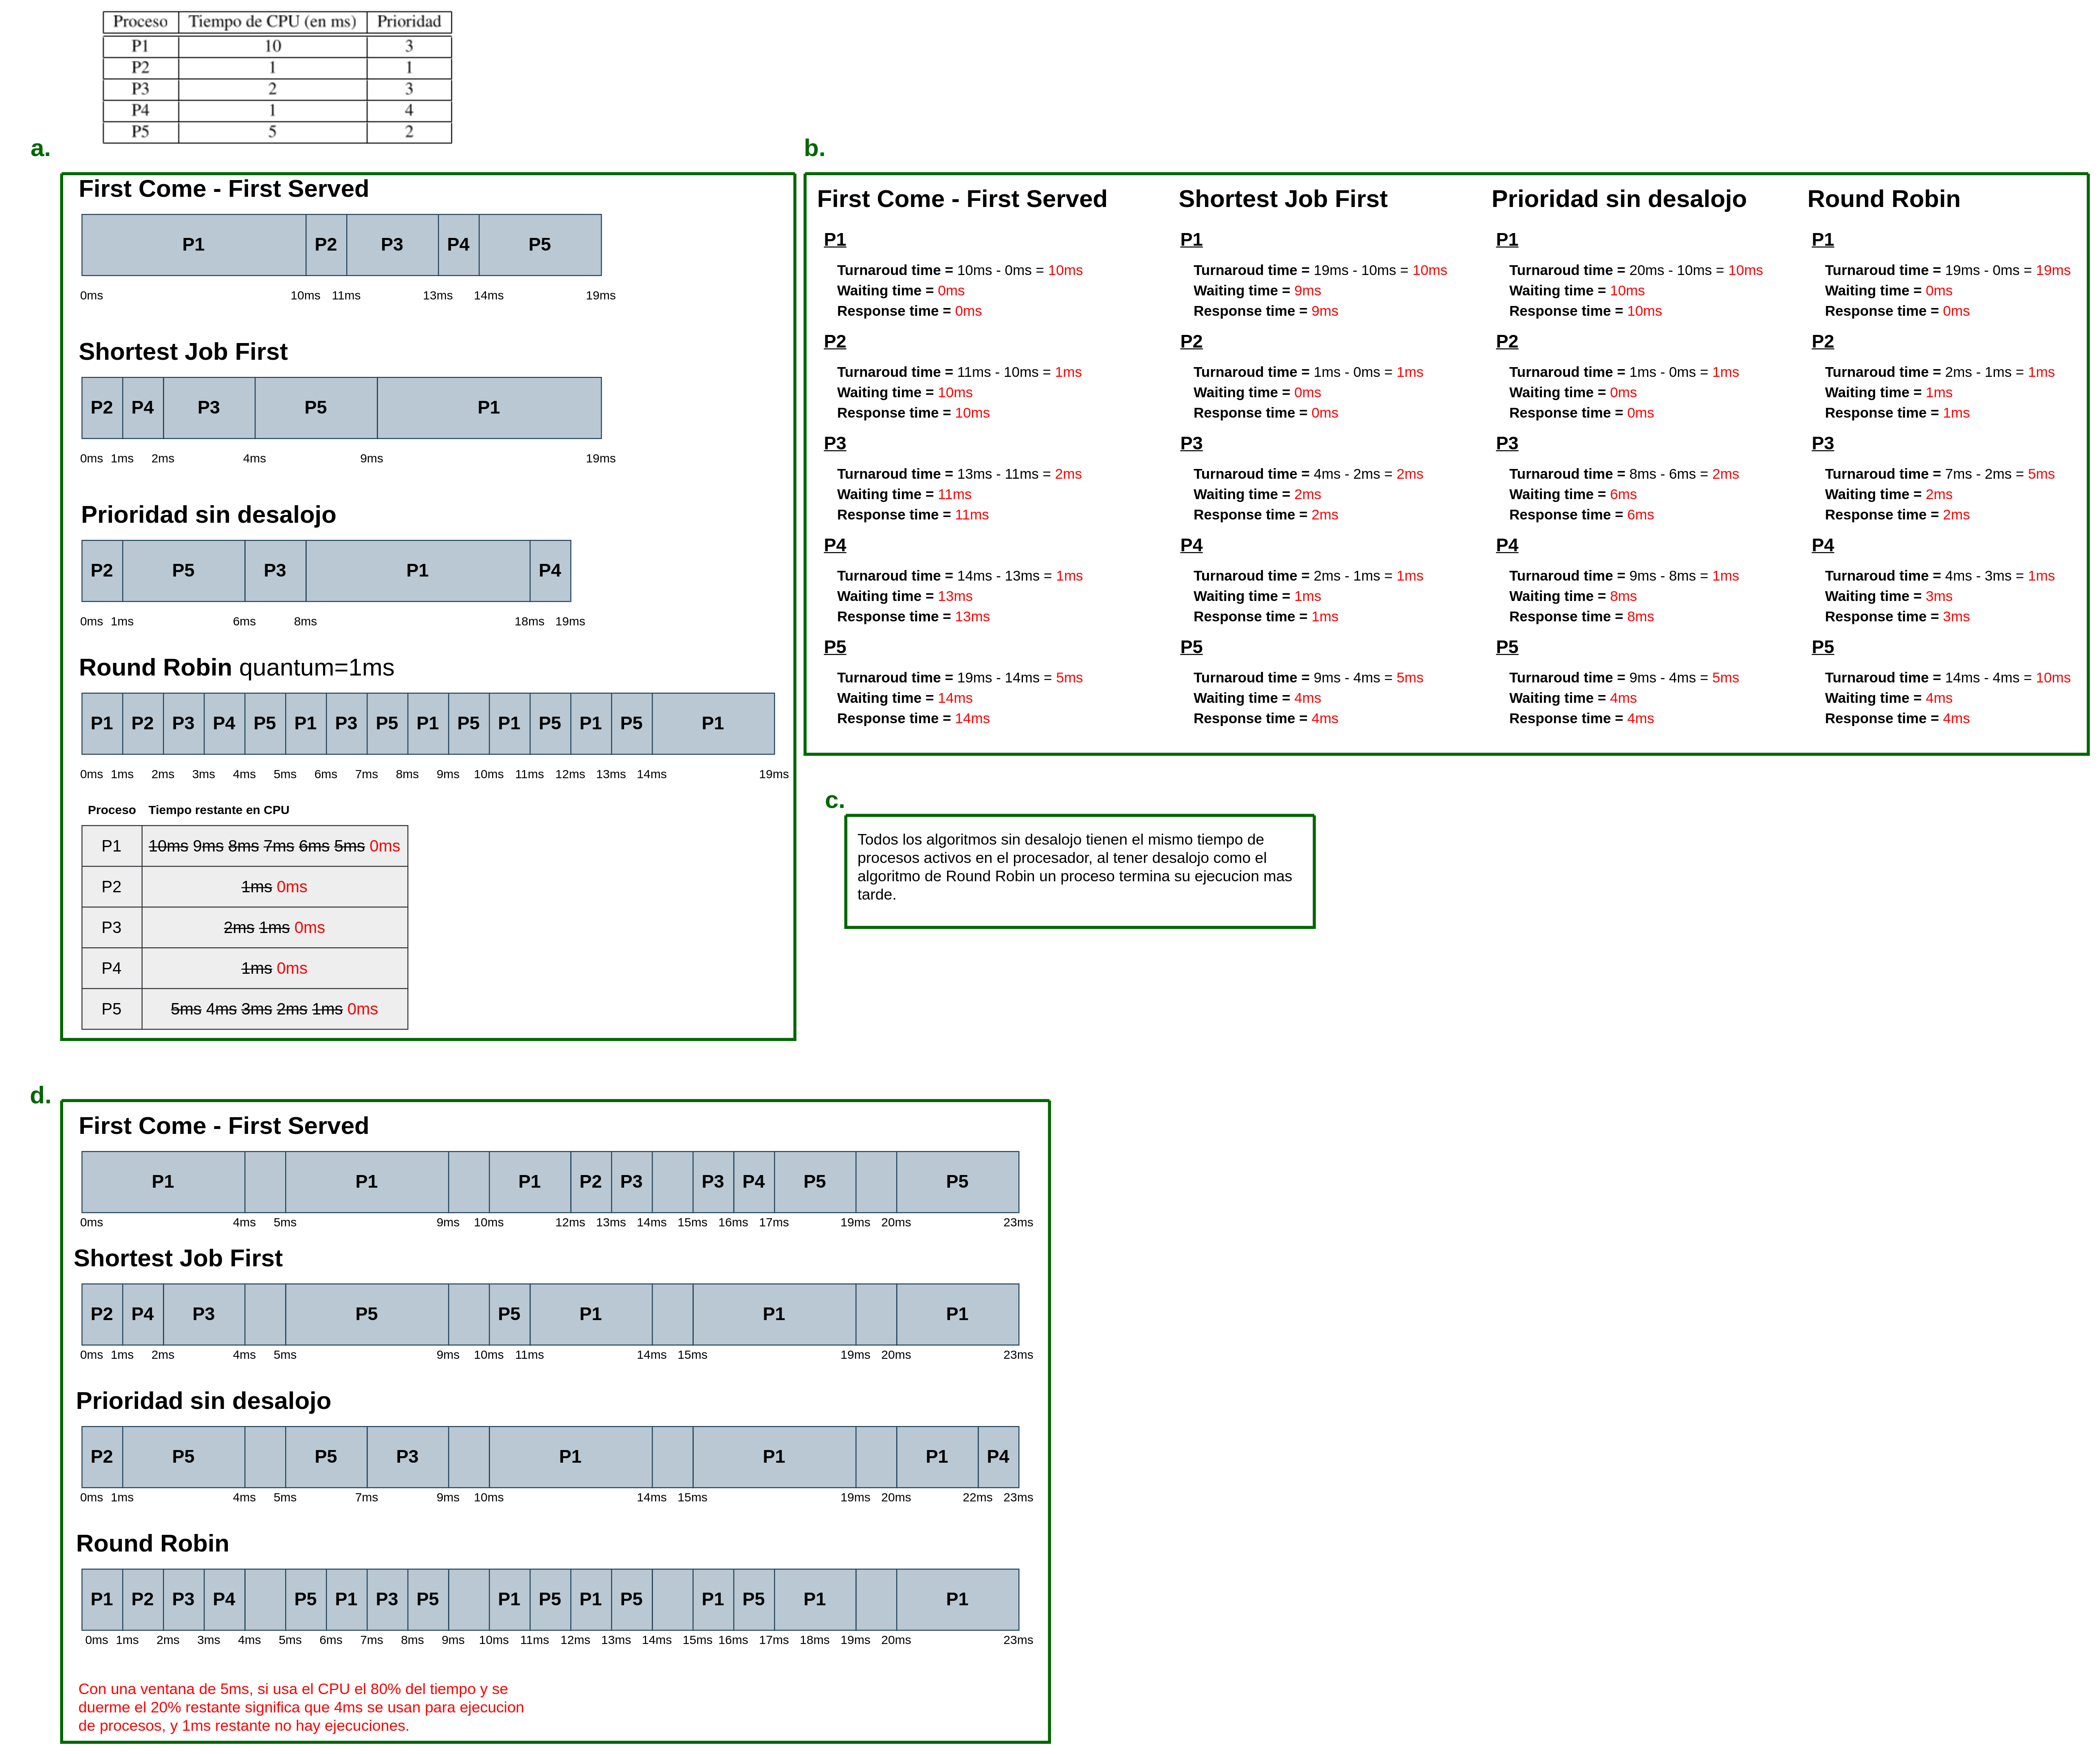 Proceso Tiempo de CPU (en ms) Prioridad
P1 10 3
P2 1 1
P3 2 3
P4 1 4
P5 5 2
a.
First Come - First Served
P1 P2 P3 P4 P5
0ms 10ms 11ms 13ms 14ms 19ms
Shortest Job First
P2 P4 P3 P5 P1
0ms 1ms 2ms 4ms 9ms 19ms
Prioridad sin desalojo
P2 P5 P3 P1 P4
0ms 1ms 6ms 8ms 18ms 19ms
Round Robin quantum=1ms
P1 P2 P3 P4 P5 P1 P3 P5 P1 P5 P1 P5 P1 P5 P1
0ms 1ms 2ms 3ms 4ms 5ms 6ms 7ms 8ms 9ms 10ms 11ms 12ms 13ms 14ms 19ms
Proceso Tiempo restante en CPU
P1 10ms 9ms 8ms 7ms 6ms 5ms 0ms
P2 1ms 0ms
P3 2ms 1ms 0ms
P4 1ms 0ms
P5 5ms 4ms 3ms 2ms 1ms 0ms
b.
First Come - First Served
P1
Turnaroud time = 10ms - 0ms = 10ms
Waiting time = 0ms
Response time = 0ms
P2
Turnaroud time = 11ms - 10ms = 1ms
Waiting time = 10ms
Response time = 10ms
P3
Turnaroud time = 13ms - 11ms = 2ms
Waiting time = 11ms
Response time = 11ms
P4
Turnaroud time = 14ms - 13ms = 1ms
Waiting time = 13ms
Response time = 13ms
P5
Turnaroud time = 19ms - 14ms = 5ms
Waiting time = 14ms
Response time = 14ms
Shortest Job First
P1
Turnaroud time = 19ms - 10ms = 10ms
Waiting time = 9ms
Response time = 9ms
P2
Turnaroud time = 1ms - 0ms = 1ms
Waiting time = 0ms
Response time = 0ms
P3
Turnaroud time = 4ms - 2ms = 2ms
Waiting time = 2ms
Response time = 2ms
P4
Turnaroud time = 2ms - 1ms = 1ms
Waiting time = 1ms
Response time = 1ms
P5
Turnaroud time = 9ms - 4ms = 5ms
Waiting time = 4ms
Response time = 4ms
Prioridad sin desalojo
P1
Turnaroud time = 20ms - 10ms = 10ms
Waiting time = 10ms
Response time = 10ms
P2
Turnaroud time = 1ms - 0ms = 1ms
Waiting time = 0ms
Response time = 0ms
P3
Turnaroud time = 8ms - 6ms = 2ms
Waiting time = 6ms
Response time = 6ms
P4
Turnaroud time = 9ms - 8ms = 1ms
Waiting time = 8ms
Response time = 8ms
P5
Turnaroud time = 9ms - 4ms = 5ms
Waiting time = 4ms
Response time = 4ms
Round Robin
P1
Turnaroud time = 19ms - 0ms = 19ms
Waiting time = 0ms
Response time = 0ms
P2
Turnaroud time = 2ms - 1ms = 1ms
Waiting time = 1ms
Response time = 1ms
P3
Turnaroud time = 7ms - 2ms = 5ms
Waiting time = 2ms
Response time = 2ms
P4
Turnaroud time = 4ms - 3ms = 1ms
Waiting time = 3ms
Response time = 3ms
P5
Turnaroud time = 14ms - 4ms = 10ms
Waiting time = 4ms
Response time = 4ms
c.
Todos los algoritmos sin desalojo tienen el mismo tiempo de
procesos activos en el procesador, al tener desalojo como el
algoritmo de Round Robin un proceso termina su ejecucion mas
tarde.
d.
First Come - First Served
P1 P1 P1 P2 P3 P3 P4 P5 P5
0ms 4ms 5ms 9ms 10ms 12ms 13ms 14ms 15ms 16ms 17ms 19ms 20ms 23ms
Shortest Job First
P2 P4 P3 P5 P5 P1 P1 P1
0ms 1ms 2ms 4ms 5ms 9ms 10ms 11ms 14ms 15ms 19ms 20ms 23ms
Prioridad sin desalojo
P2 P5 P5 P3 P1 P1 P1 P4
0ms 1ms 4ms 5ms 7ms 9ms 10ms 14ms 15ms 19ms 20ms 22ms 23ms
Round Robin
P1 P2 P3 P4 P5 P1 P3 P5 P1 P5 P1 P5 P1 P5 P1 P1
0ms 1ms 2ms 3ms 4ms 5ms 6ms 7ms 8ms 9ms 10ms 11ms 12ms 13ms 14ms 15ms 16ms 17ms 18ms 19ms 20ms 23ms
Con una ventana de 5ms, si usa el CPU el 80% del tiempo y se
duerme el 20% restante significa que 4ms se usan para ejecucion
de procesos, y 1ms restante no hay ejecuciones.